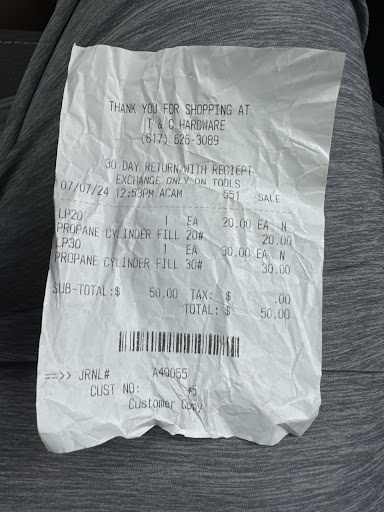 THANK YOU FOR SHOPPING AT
T & C HARDWARE
(817) 626-3089
30 DAY RETURN WITH RECIEPT
EXCHANGE ONLY ON TOOLS
07/07/24 12:53PM ACAM 551 SALE
LP20 1 EA 20.00 EA N
PROPANE CYLINDER FILL 20# 20.00
LP30 1 EA 30.00 EA N
PROPANE CYLINDER FILL 30# 30.00
SUB-TOTAL:$ 50.00 TAX: $ .00
TOTAL: $ 50.00
==>> JRNL# A49065
CUST NO: *5
Customer Copy